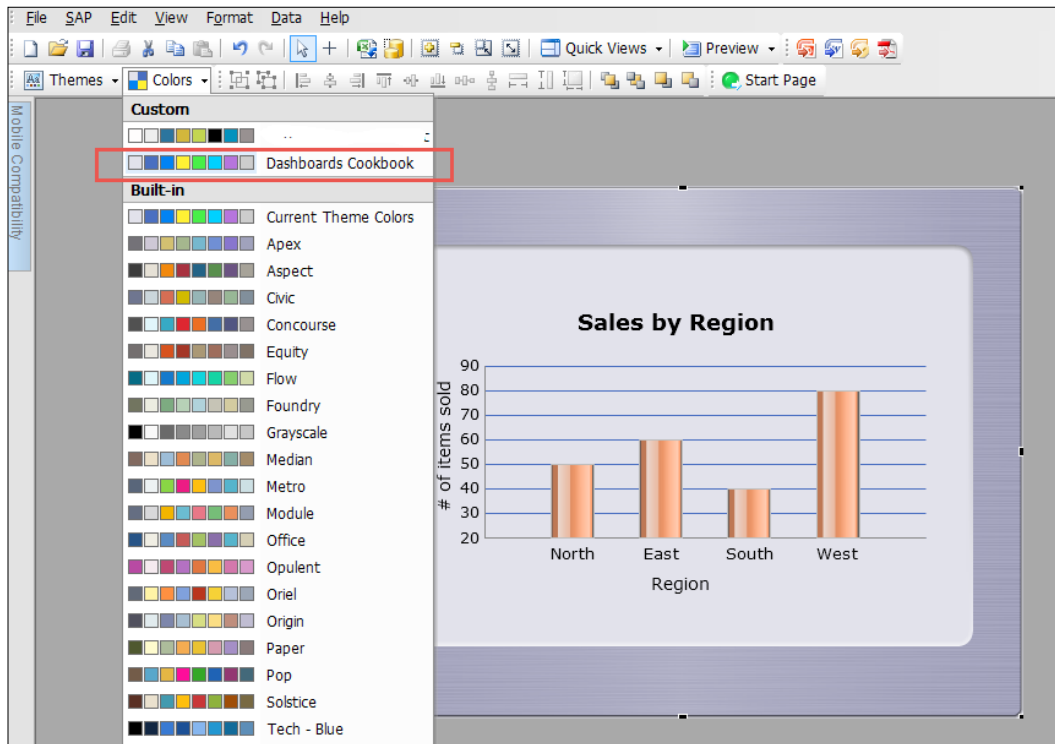 File SAP Edit View Format Data Help
Quick Views Preview
Themes Colors Start Page
Mobile Compatibility
Custom
Dashboards Cookbook
Built-in
Current Theme Colors
Apex
Aspect
Civic
Concourse
Equity
Flow
Foundry
Grayscale
Median
Metro
Module
Office
Opulent
Oriel
Origin
Paper
Pop
Solstice
Tech - Blue
Sales by Region
# of items sold
90
80
70
60
50
40
30
20
North East South West
Region